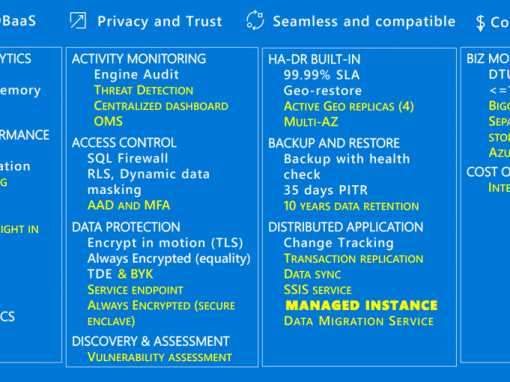 DBaaS
Privacy and Trust
Seamless and compatible
$
YTICS
emory
RMANCE
ation
NG
IGHT IN
CS
ACTIVITY MONITORING
Engine Audit
THREAT DETECTION
CENTRALIZED DASHBOARD
OMS
ACCESS CONTROL
SQL Firewall
RLS, Dynamic data
masking
AAD AND MFA
DATA PROTECTION
Encrypt in motion (TLS)
Always Encrypted (equality)
TDE & BYK
SERVICE ENDPOINT
ALWAYS ENCRYPTED (SECURE
ENCLAVE)
DISCOVERY & ASSESSMENT
VULNERABILITY ASSESSMENT
HA-DR BUILT-IN
99.99% SLA
Geo-restore
ACTIVE GEO REPLICAS (4)
MULTI-AZ
BACKUP AND RESTORE
Backup with health
check
35 days PITR
10 YEARS DATA RETENTION
DISTRIBUTED APPLICATION
Change Tracking
TRANSACTION REPLICATION
DATA SYNC
SSIS SERVICE
MANAGED INSTANCE
DATA MIGRATION SERVICE
BIZ MO
DTU
BIGG
SEPA
STOR
AZU
COST O
INTE